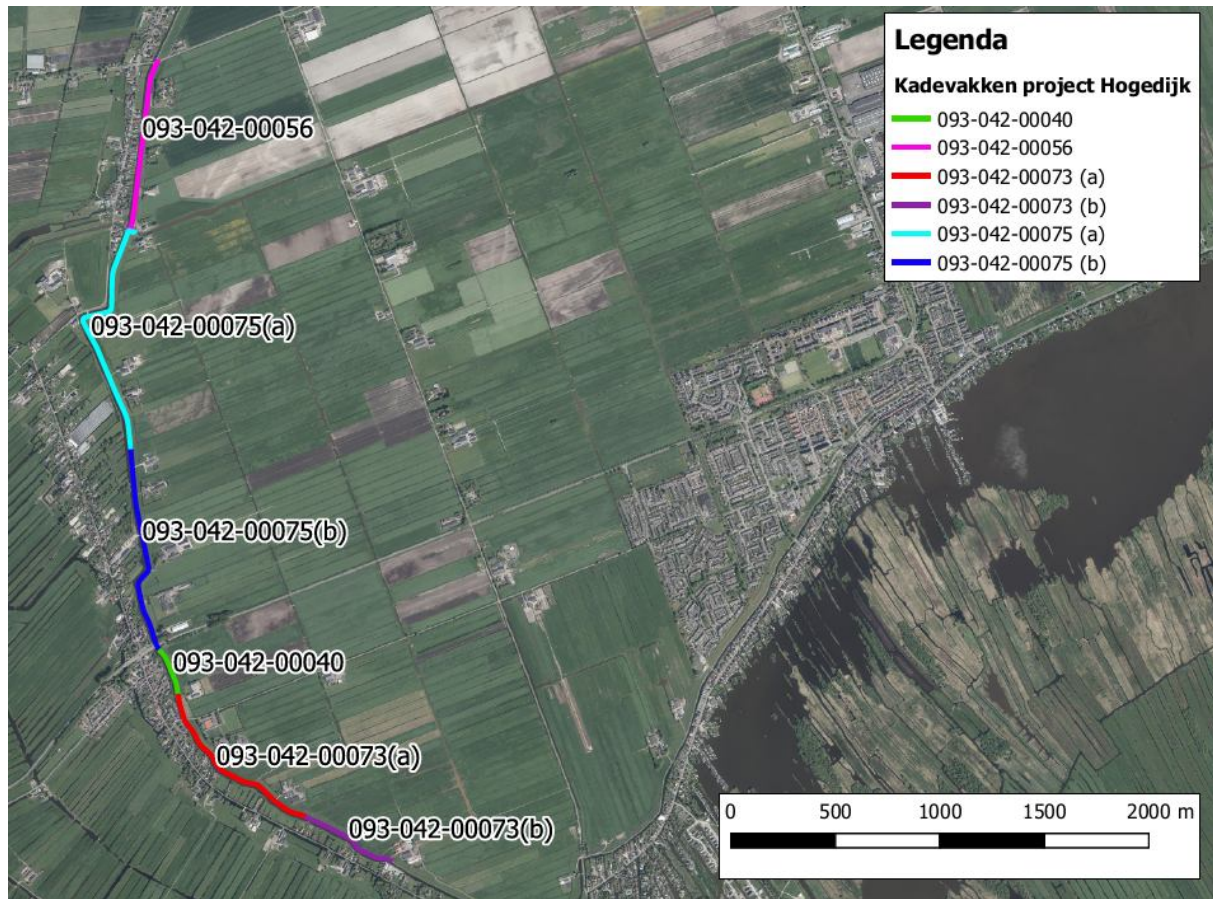 Legenda
Kadevakken project Hogedijk
093-042-00040
093-042-00056
093-042-00073 (a)
093-042-00073 (b)
093-042-00075 (a)
093-042-00075 (b)
093-042-00056
093-042-00075(a)
093-042-00075(b)
093-042-00040
093-042-00073(a)
093-042-00073(b)
0 500 1000 1500 2000 m